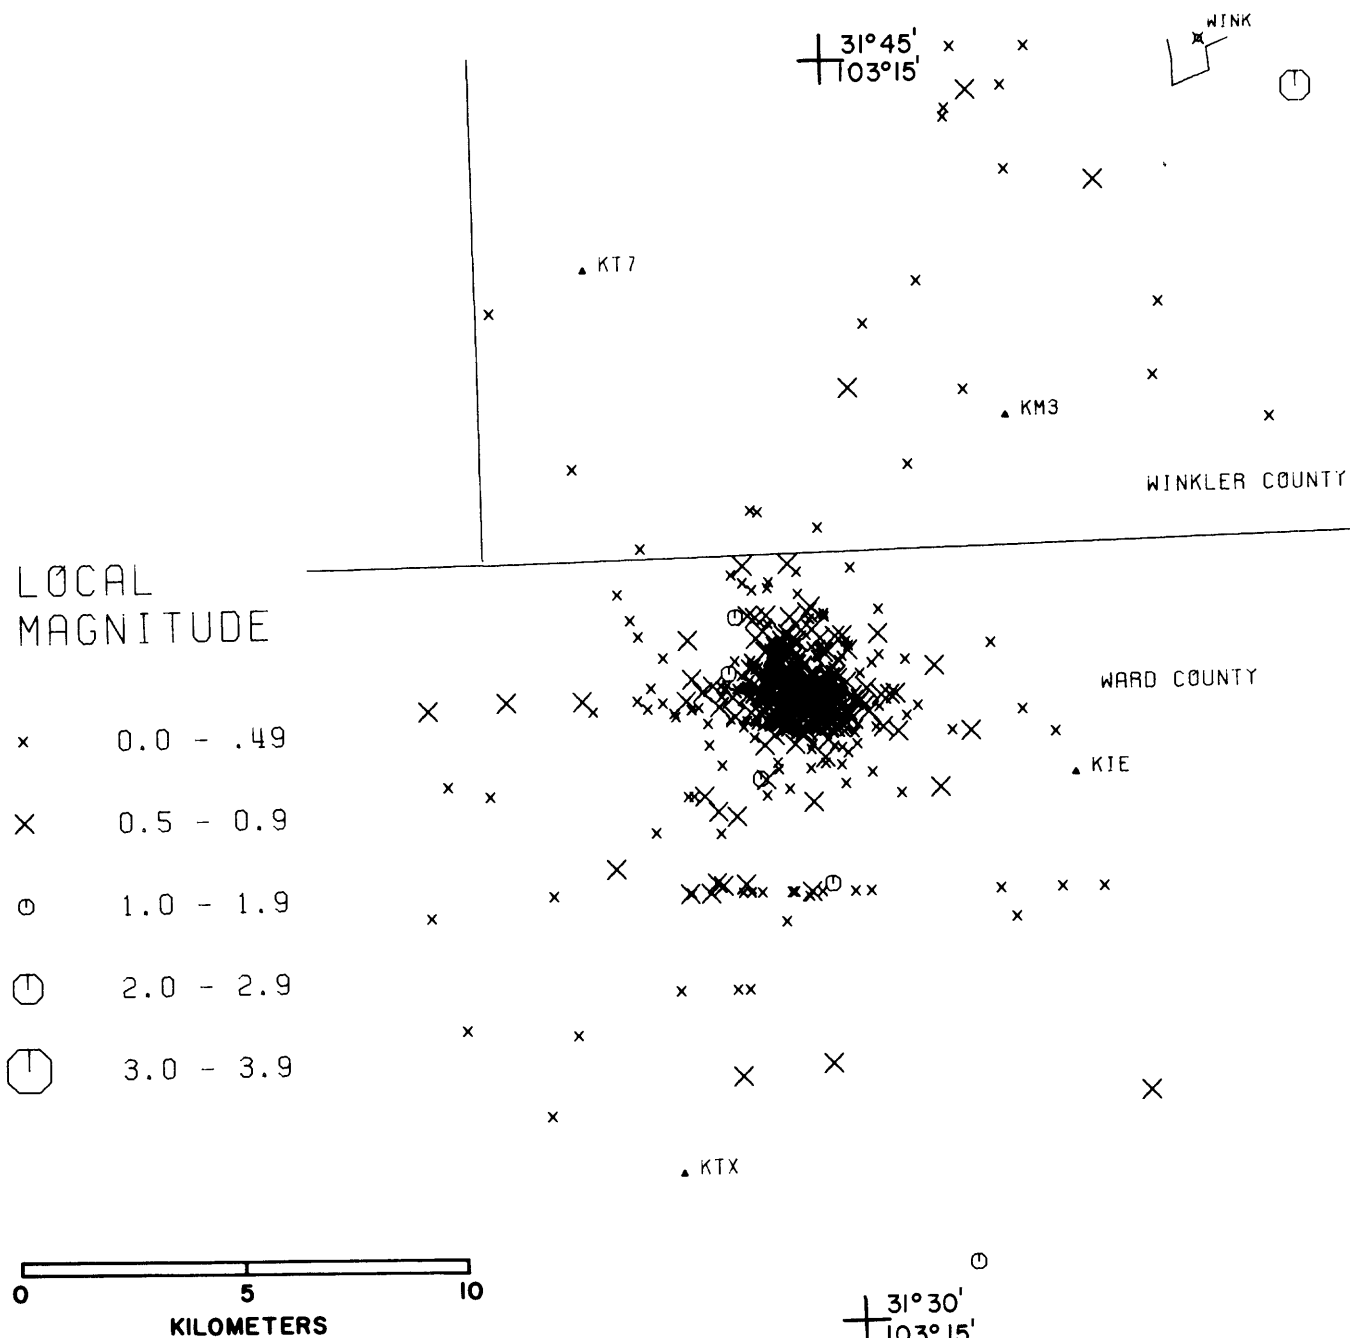 WINK
31°45'
103°15'
KT7
KM3
WINKLER COUNTY
LOCAL
MAGNITUDE
WARD COUNTY
0.0 - .49
KIE
0.5 - 0.9
1.0 - 1.9
2.0 - 2.9
3.0 - 3.9
KTX
0 5 10
KILOMETERS
31°30'
103°15'